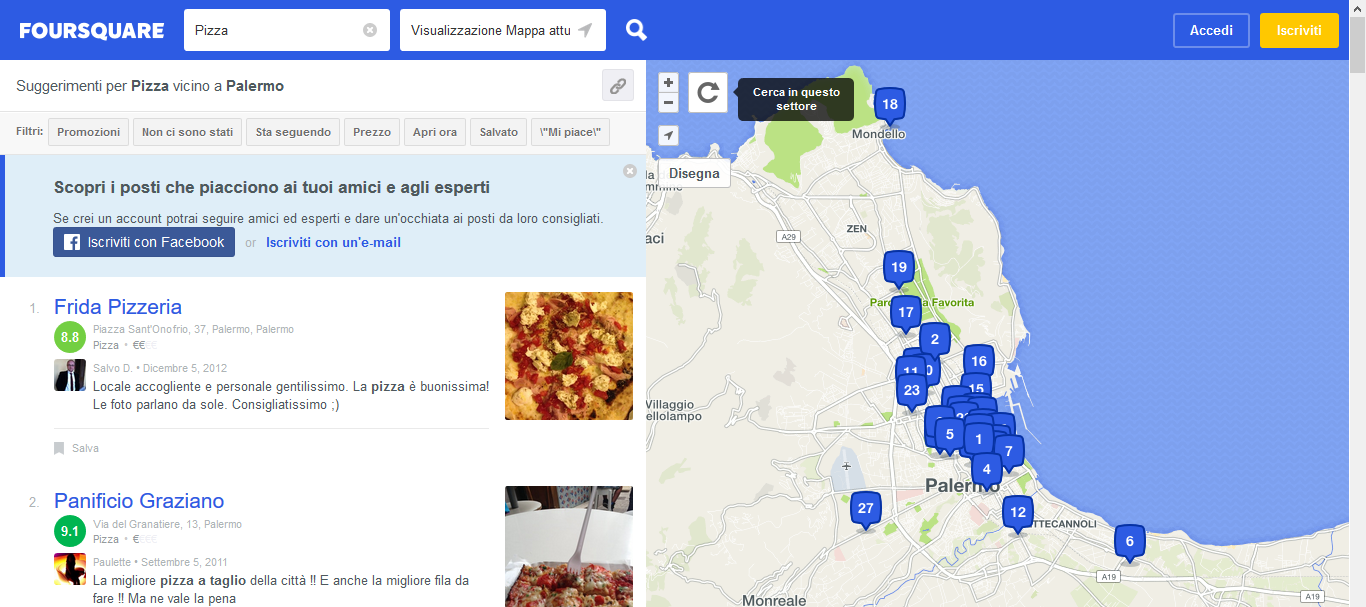 FOURSQUARE
Pizza
Visualizzazione Mappa attu
Accedi
Iscriviti
Suggerimenti per Pizza vicino a Palermo
Filtri:
Promozioni
Non ci sono stati
Sta seguendo
Prezzo
Apri ora
Salvato
\"Mi piace\"
Scopri i posti che piacciono ai tuoi amici e agli esperti
Se crei un account potrai seguire amici ed esperti e dare un'occhiata ai posti da loro consigliati.
Iscriviti con Facebook
or
Iscriviti con un'e-mail
1.
Frida Pizzeria
8.8
Piazza Sant'Onofrio, 37, Palermo, Palermo
Pizza • €€€€
Salvo D. • Dicembre 5, 2012
Locale accogliente e personale gentilissimo. La pizza è buonissima!
Le foto parlano da sole. Consigliatissimo ;)
Salva
2.
Panificio Graziano
9.1
Via del Granatiere, 13, Palermo
Pizza • €€€€
Paulette • Settembre 5, 2011
La migliore pizza a taglio della città !! E anche la migliore fila da
fare !! Ma ne vale la pena
+
−
Cerca in questo
settore
Disegna
18
Mondello
ZEN
A29
19
Favorita
17
2
16
11
15
23
Villaggio
5
1
7
4
Palermo
27
12
6
A19
A19
Monreale